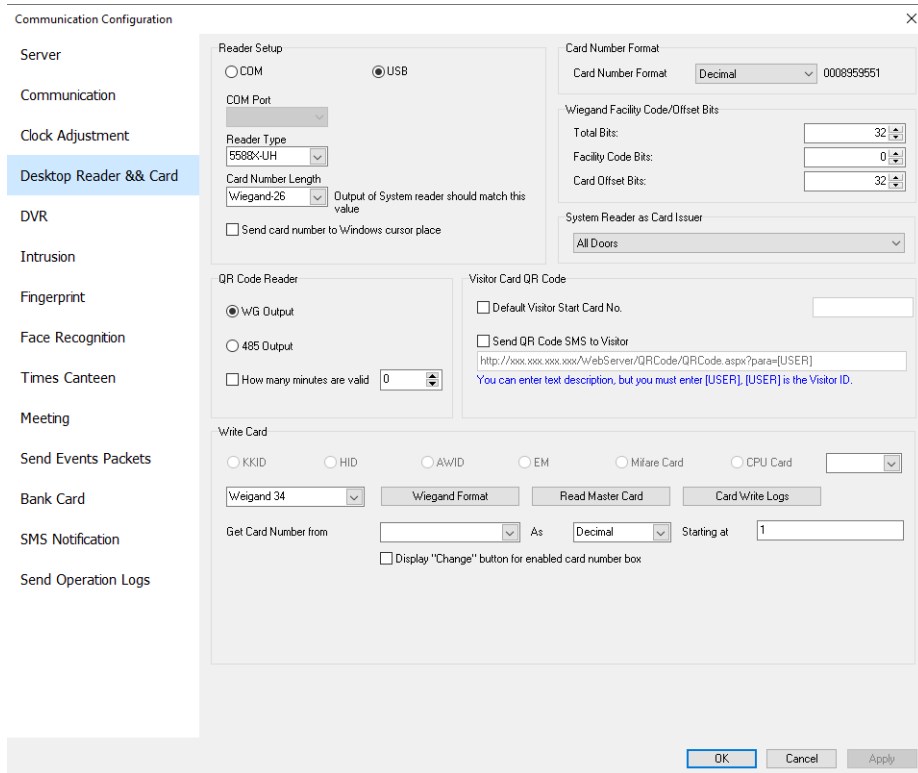 Communication Configuration
Server
Communication
Clock Adjustment
Desktop Reader && Card
DVR
Intrusion
Fingerprint
Face Recognition
Times Canteen
Meeting
Send Events Packets
Bank Card
SMS Notification
Send Operation Logs
Reader Setup
COM
USB
COM Port
Reader Type
5588X-UH
Card Number Length
Wiegand-26
Output of System reader should match this
value
Send card number to Windows cursor place
Card Number Format
Card Number Format
Decimal
0008959551
Wiegand Facility Code/Offset Bits
Total Bits:
32
Facility Code Bits:
0
Card Offset Bits:
32
System Reader as Card Issuer
All Doors
QR Code Reader
WG Output
485 Output
How many minutes are valid
0
Visitor Card QR Code
Default Visitor Start Card No.
Send QR Code SMS to Visitor
http://xxx.xxx.xxx.xxx/WebServer/QRCode/QRCode.aspx?para=[USER]
You can enter text description, but you must enter [USER], [USER] is the Visitor ID.
Write Card
KKID
HID
AWID
EM
Mifare Card
CPU Card
Weigand 34
Wiegand Format
Read Master Card
Card Write Logs
Get Card Number from
As
Decimal
Starting at
1
Display "Change" button for enabled card number box
OK
Cancel
Apply